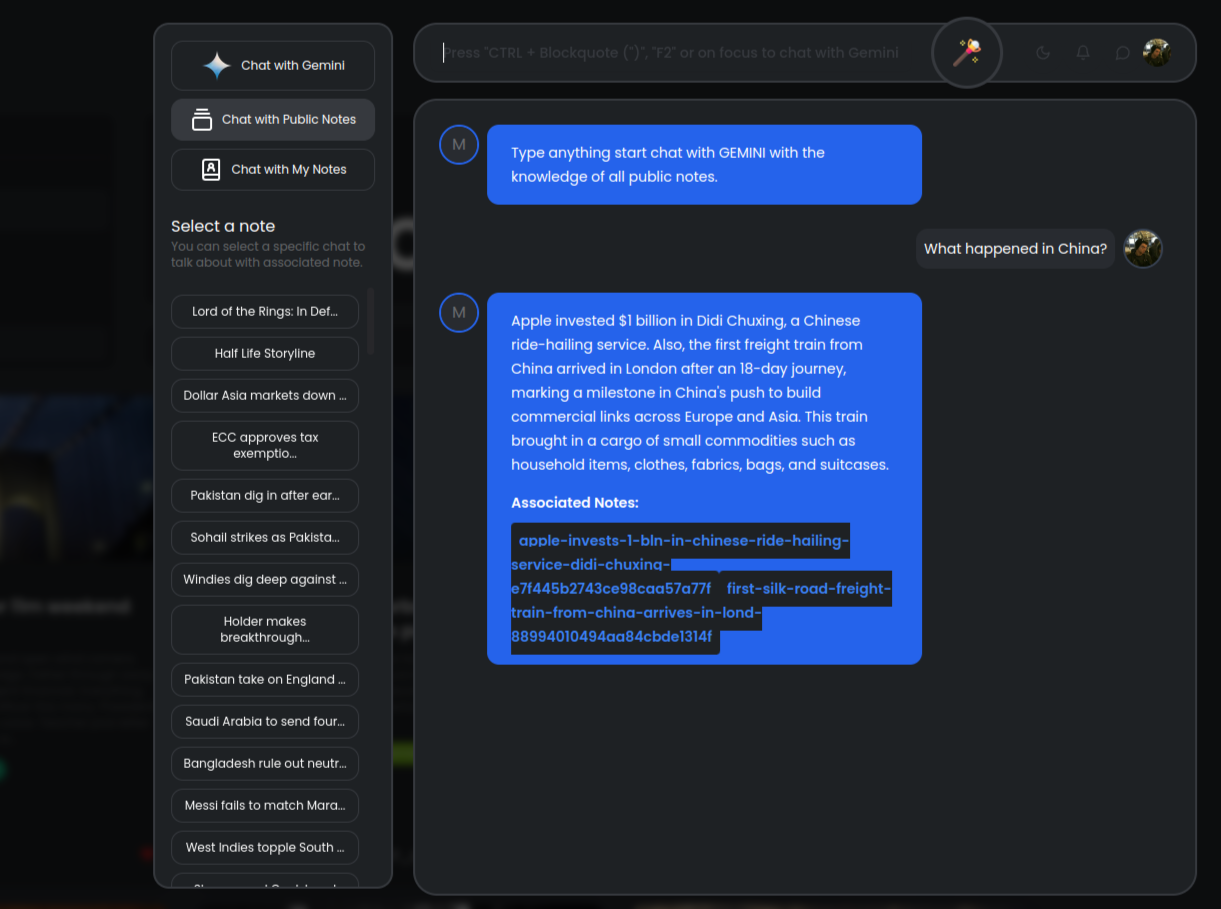 Chat with Gemini
Chat with Public Notes
Chat with My Notes
Select a note
You can select a specific chat to
talk about with associated note.
Lord of the Rings: In Def...
Half Life Storyline
Dollar Asia markets down ...
ECC approves tax
exemptio...
Pakistan dig in after ear...
Sohail strikes as Pakista...
Windies dig deep against ...
Holder makes
breakthrough...
Pakistan take on England ...
Saudi Arabia to send four...
Bangladesh rule out neutr...
Messi fails to match Mara...
West Indies topple South ...
Press "CTRL + Blockquote (")", "F2" or on focus to chat with Gemini
M
Type anything start chat with GEMINI with the
knowledge of all public notes.
What happened in China?
M
Apple invested $1 billion in Didi Chuxing, a Chinese
ride-hailing service. Also, the first freight train from
China arrived in London after an 18-day journey,
marking a milestone in China's push to build
commercial links across Europe and Asia. This train
brought in a cargo of small commodities such as
household items, clothes, fabrics, bags, and suitcases.
Associated Notes:
apple-invests-1-bln-in-chinese-ride-hailing-
service-didi-chuxing-
e7f445b2743ce98caa57a77f first-silk-road-freight-
train-from-china-arrives-in-lond-
88994010494aa84cbde1314f